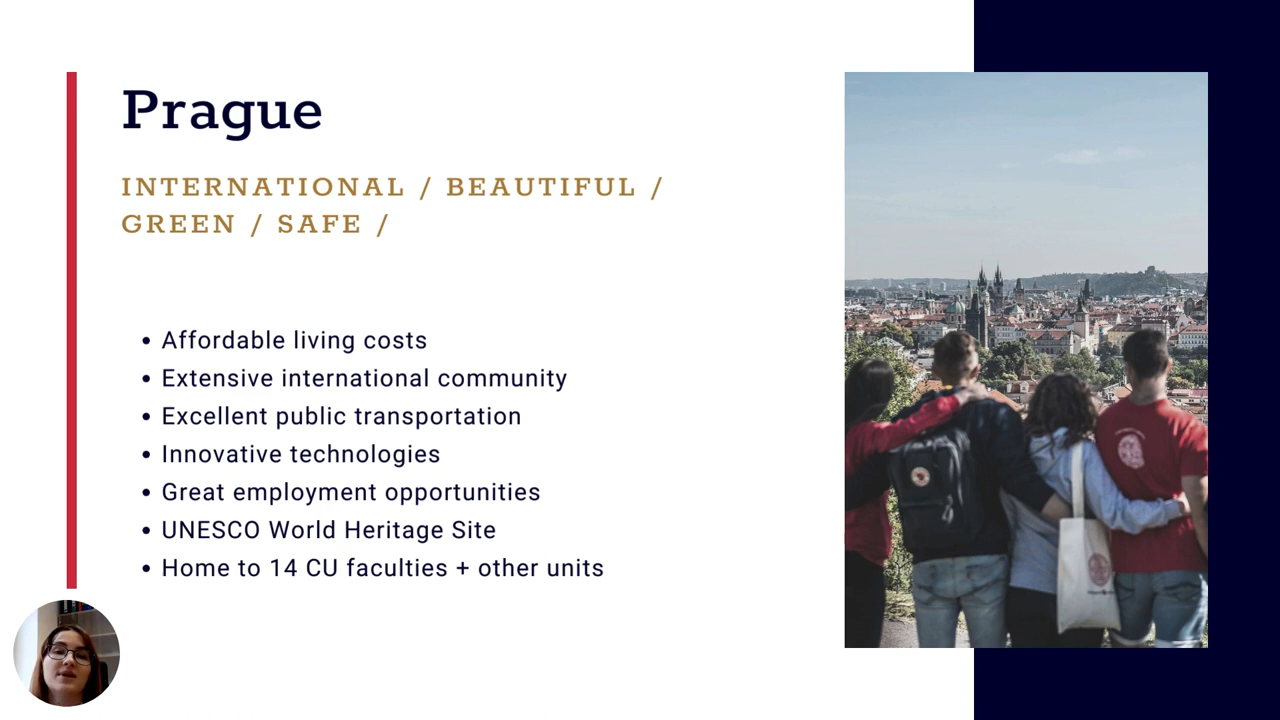 Prague
INTERNATIONAL / BEAUTIFUL /
GREEN / SAFE /
• Affordable living costs
• Extensive international community
• Excellent public transportation
• Innovative technologies
• Great employment opportunities
• UNESCO World Heritage Site
• Home to 14 CU faculties + other units